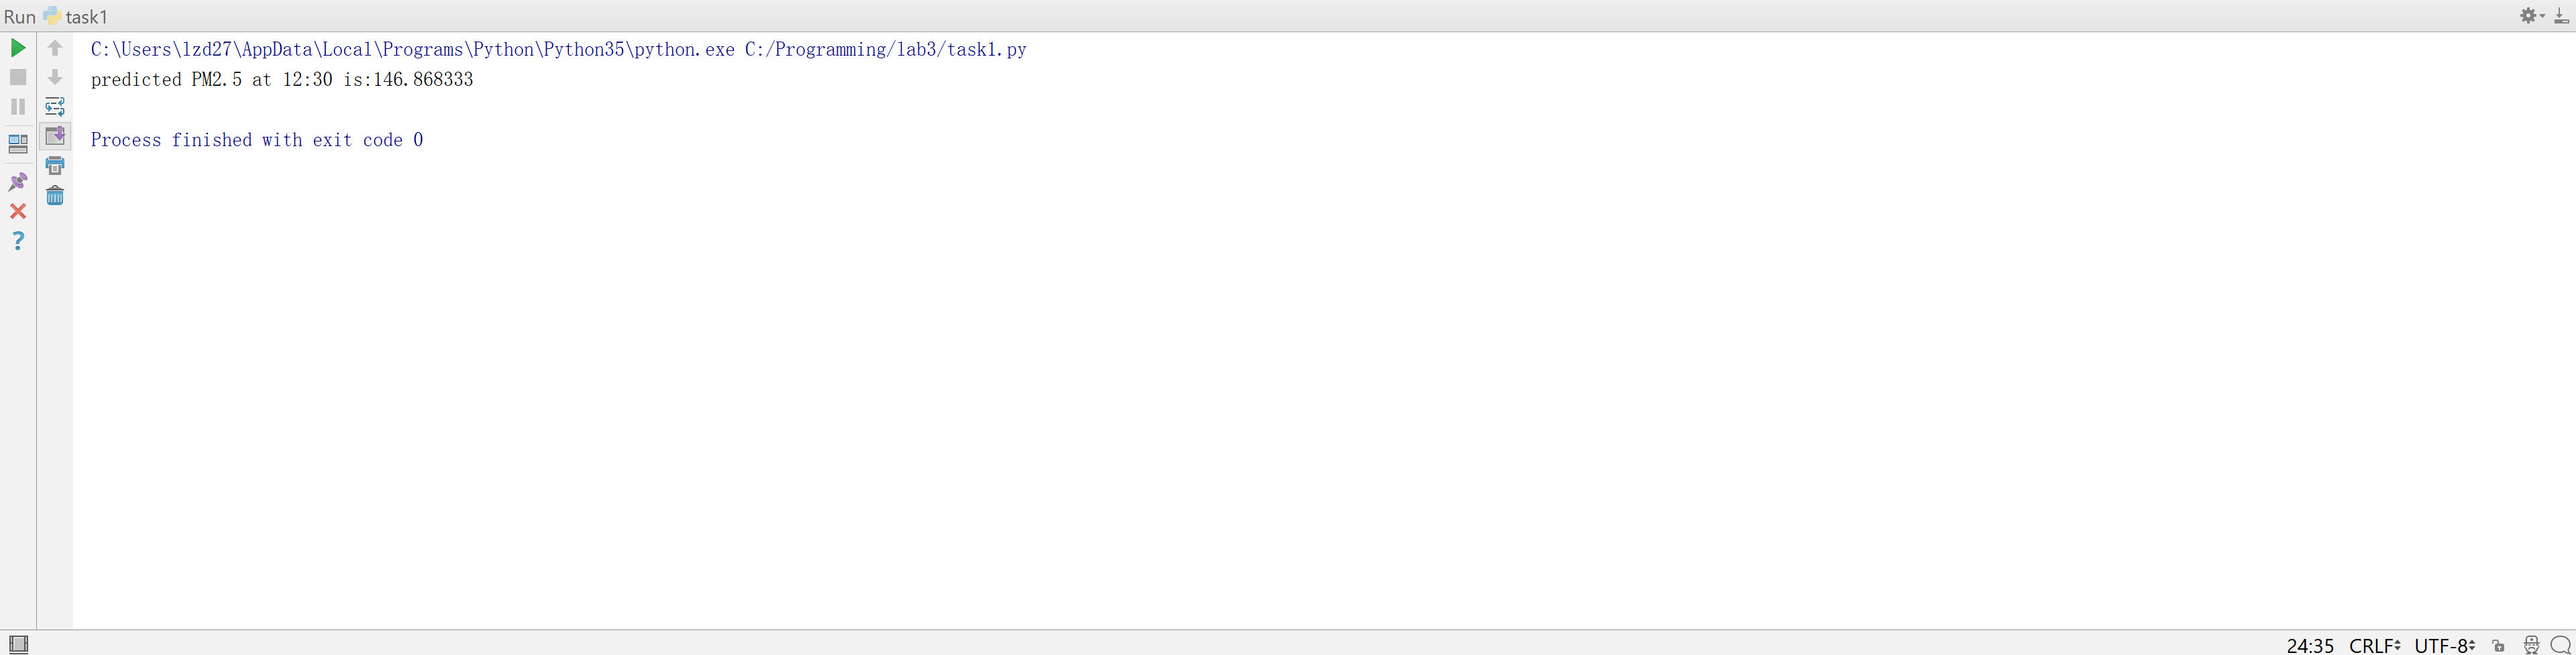 Run task1
C:\Users\lzd27\AppData\Local\Programs\Python\Python35\python.exe C:/Programming/lab3/task1.py
predicted PM2.5 at 12:30 is:146.868333
Process finished with exit code 0
24:35 CRLF UTF-8